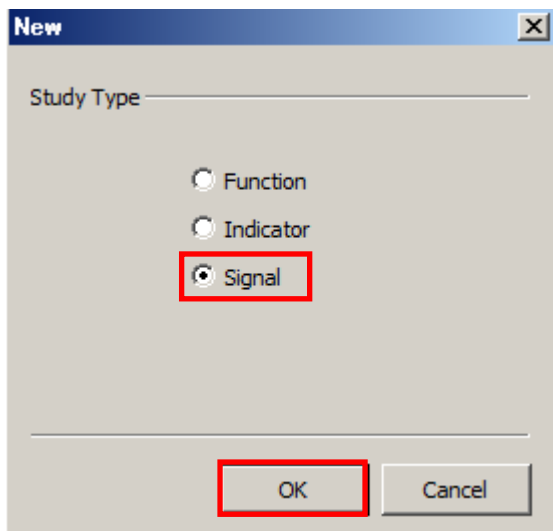 New
Study Type
Function
Indicator
Signal
OK Cancel